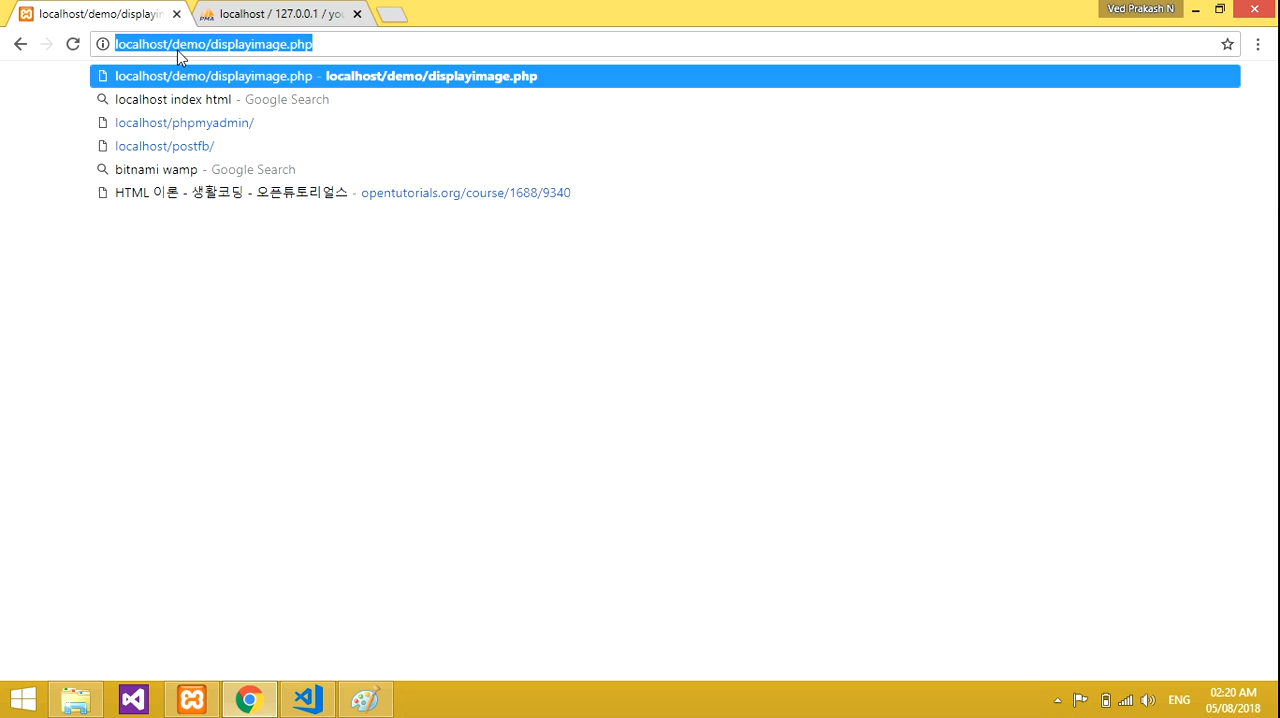 localhost/demo/displayin
localhost / 127.0.0.1 / you
Ved Prakash N
localhost/demo/displayimage.php
localhost/demo/displayimage.php - localhost/demo/displayimage.php
localhost index html - Google Search
localhost/phpmyadmin/
localhost/postfb/
bitnami wamp - Google Search
HTML 이론 - 생활코딩 - 오픈튜토리얼스 - opentutorials.org/course/1688/9340
ENG
02:20 AM
05/08/2018